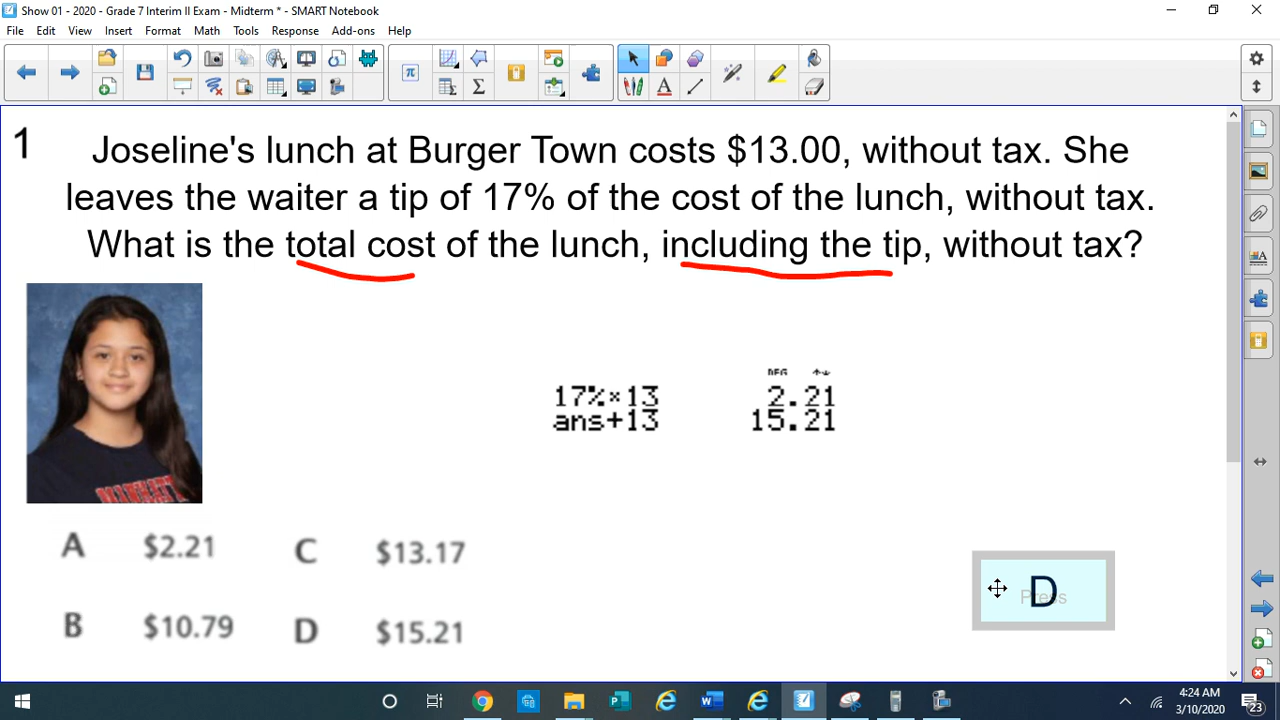 Show 01 - 2020 - Grade 7 Interim II Exam - Midterm * - SMART Notebook
File Edit View Insert Format Math Tools Response Add-ons Help
1
Joseline's lunch at Burger Town costs $13.00, without tax. She
leaves the waiter a tip of 17% of the cost of the lunch, without tax.
What is the total cost of the lunch, including the tip, without tax?
DEG
17%×13 2.21
ans+13 15.21
A $2.21 C $13.17
B $10.79 D $15.21
D
Press
4:24 AM
3/10/2020
23